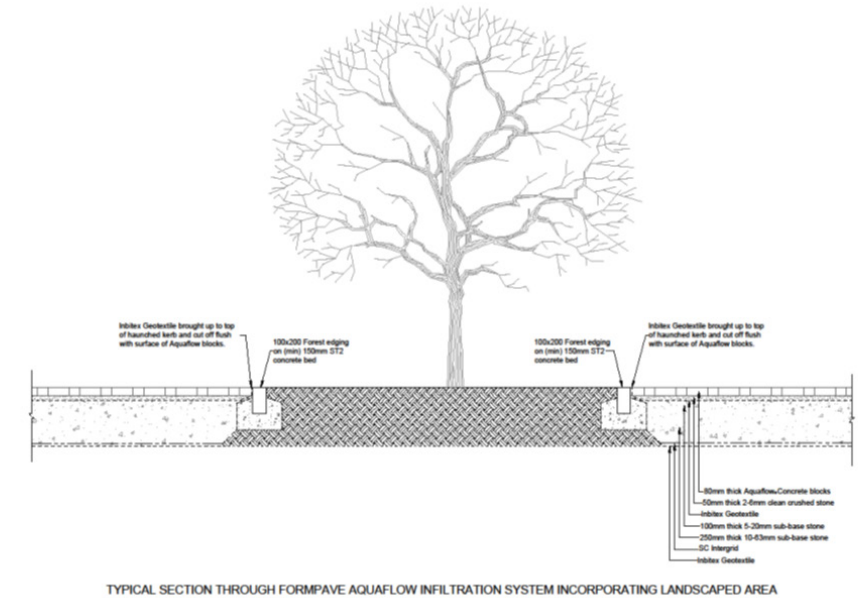 Inbitex Geotextile brought up to top
of haunched kerb and cut off flush
with surface of Aquaflow blocks.
100x200 Forest edging
on (min) 150mm ST2
concrete bed
100x200 Forest edging
on (min) 150mm ST2
concrete bed
Inbitex Geotextile brought up to top
of haunched kerb and cut off flush
with surface of Aquaflow blocks.
80mm thick Aquaflow Concrete blocks
50mm thick 2-6mm clean crushed stone
Inbitex Geotextile
100mm thick 5-20mm sub-base stone
250mm thick 10-63mm sub-base stone
SC Intergrid
Inbitex Geotextile
TYPICAL SECTION THROUGH FORMPAVE AQUAFLOW INFILTRATION SYSTEM INCORPORATING LANDSCAPED AREA